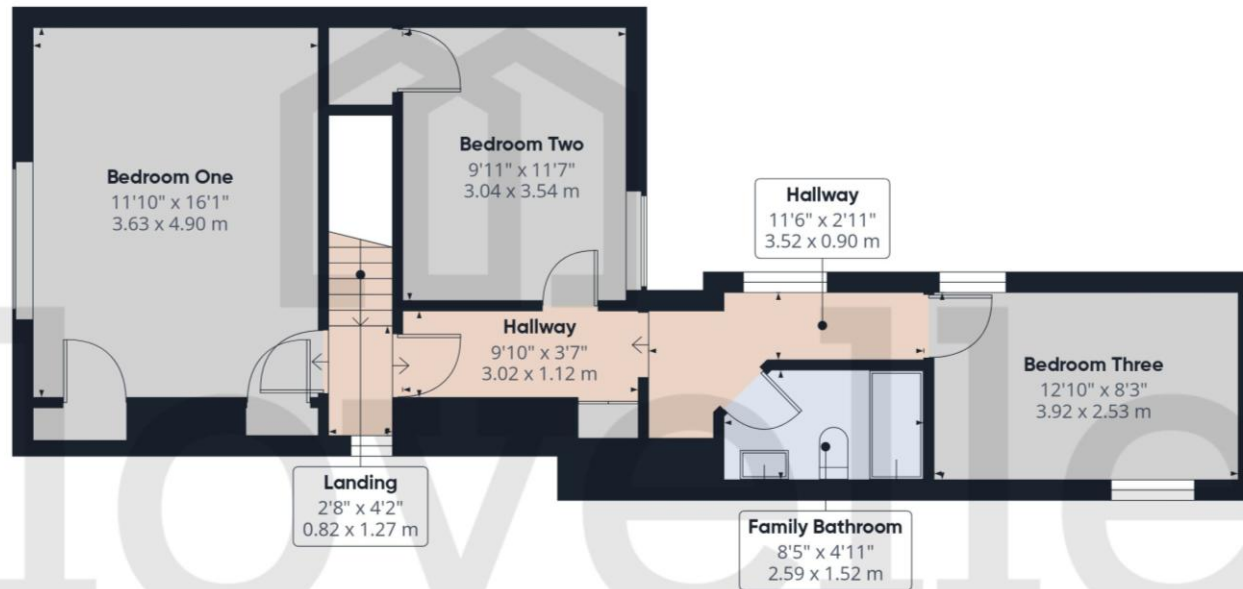 Bedroom One
11'10" x 16'1"
3.63 x 4.90 m
Bedroom Two
9'11" x 11'7"
3.04 x 3.54 m
Hallway
11'6" x 2'11"
3.52 x 0.90 m
Hallway
9'10" x 3'7"
3.02 x 1.12 m
Bedroom Three
12'10" x 8'3"
3.92 x 2.53 m
Landing
2'8" x 4'2"
0.82 x 1.27 m
Family Bathroom
8'5" x 4'11"
2.59 x 1.52 m
lovelle